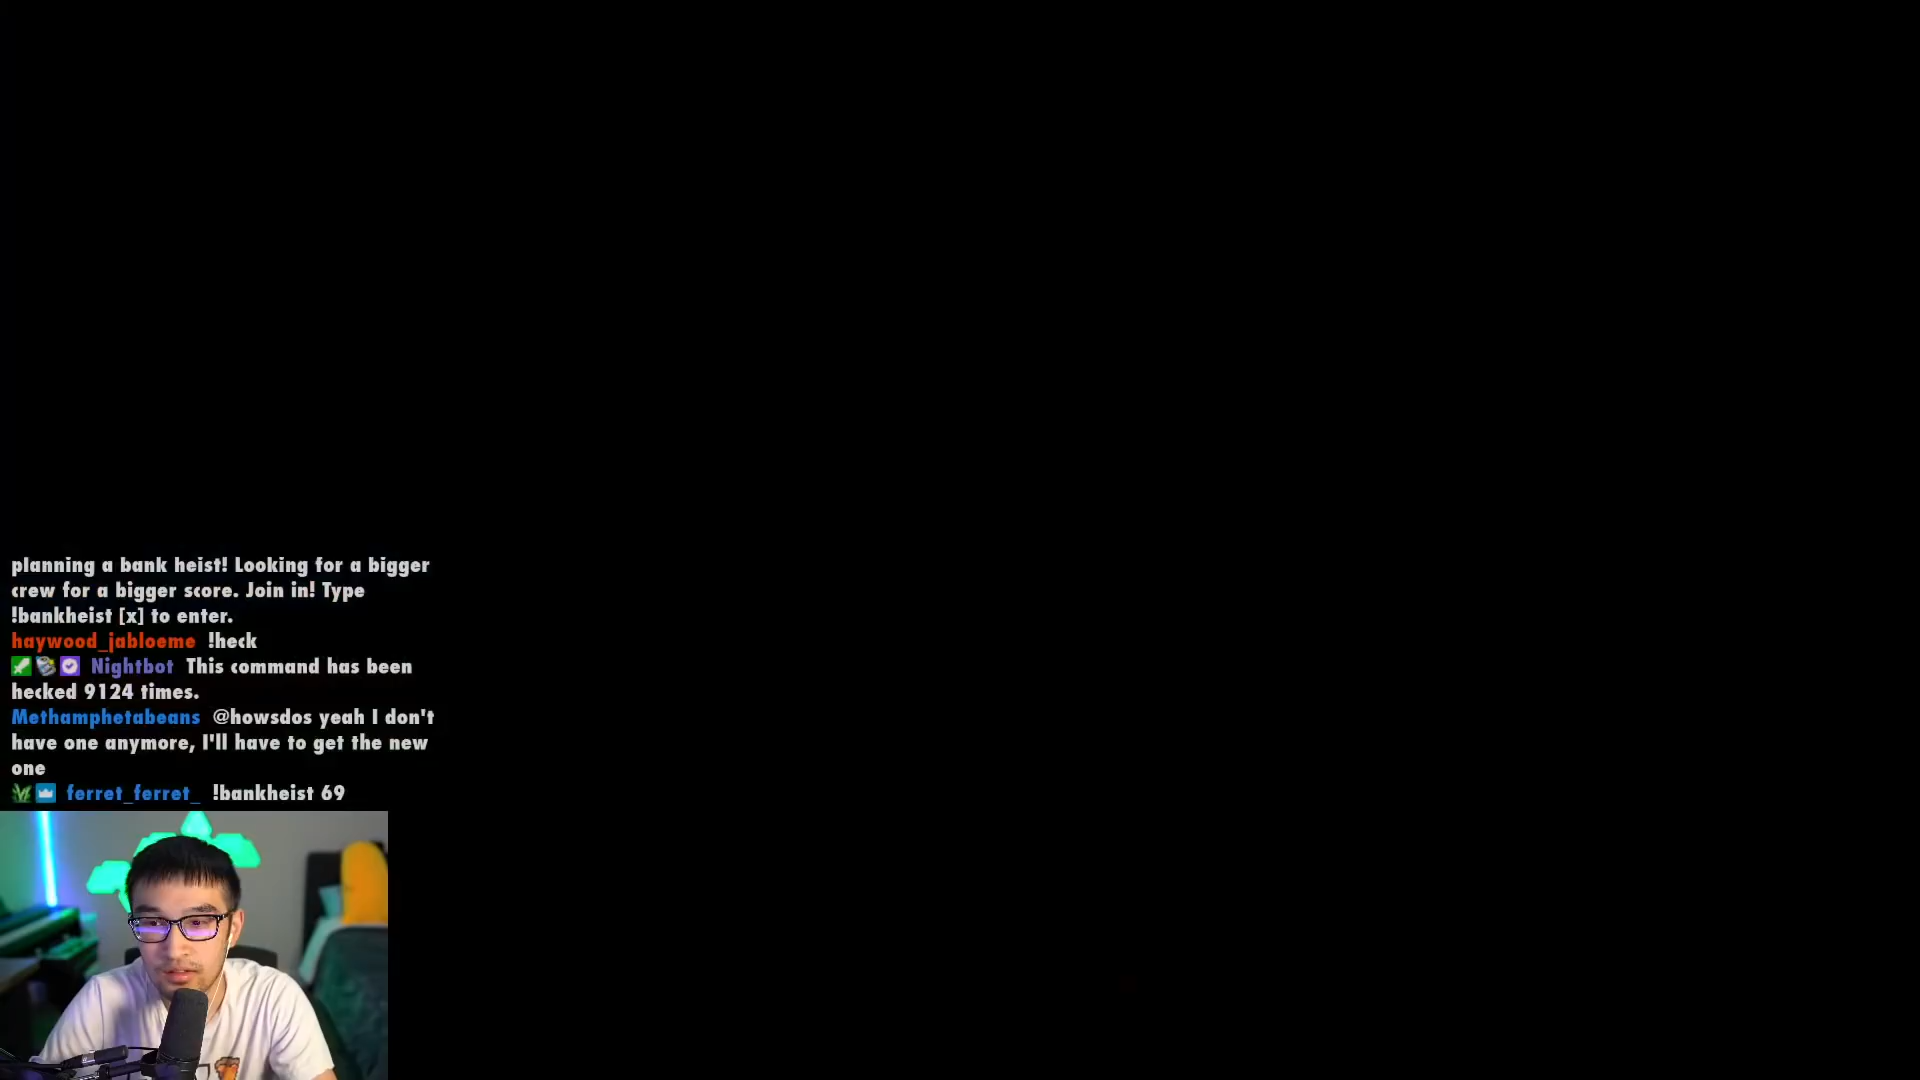 planning a bank heist! Looking for a bigger
crew for a bigger score. Join in! Type
!bankheist [x] to enter.
haywood_jabloeme !heck
Nightbot This command has been
hecked 9124 times.
Methamphetabeans @howsdos yeah I don't
have one anymore, I'll have to get the new
one
ferret_ferret_ !bankheist 69